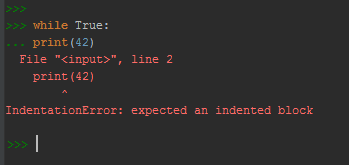 >>>
>>> while True:
... print(42)
  File "<input>", line 2
    print(42)
        ^
IndentationError: expected an indented block
>>>